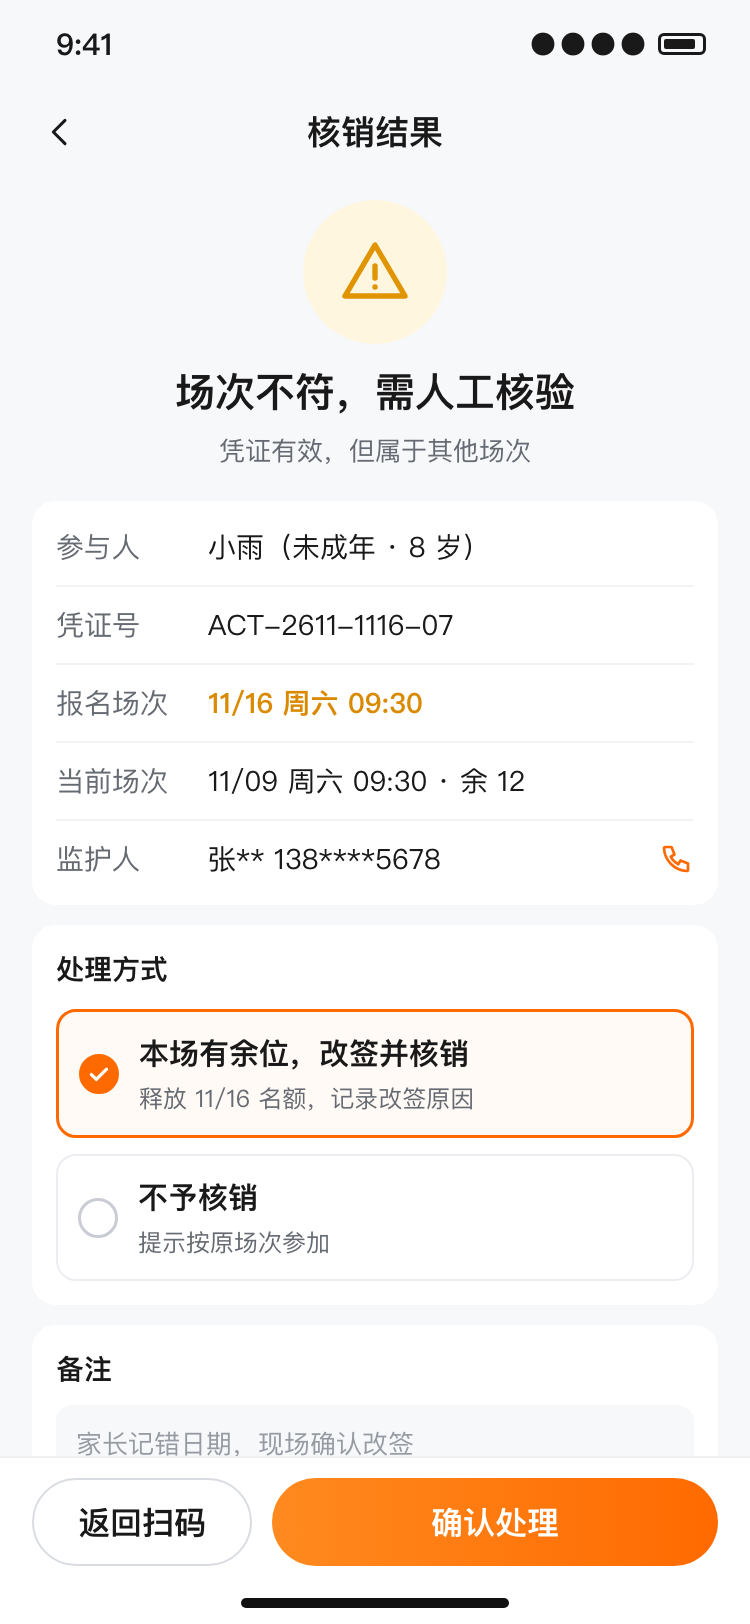 9:41
核销结果
场次不符，需人工核验
凭证有效，但属于其他场次
参与人 小雨（未成年 · 8 岁）
凭证号 ACT–2611–1116–07
报名场次 11/16 周六 09:30
当前场次 11/09 周六 09:30 · 余 12
监护人 张** 138****5678
处理方式
本场有余位，改签并核销
释放 11/16 名额，记录改签原因
不予核销
提示按原场次参加
备注
家长记错日期，现场确认改签
返回扫码 确认处理